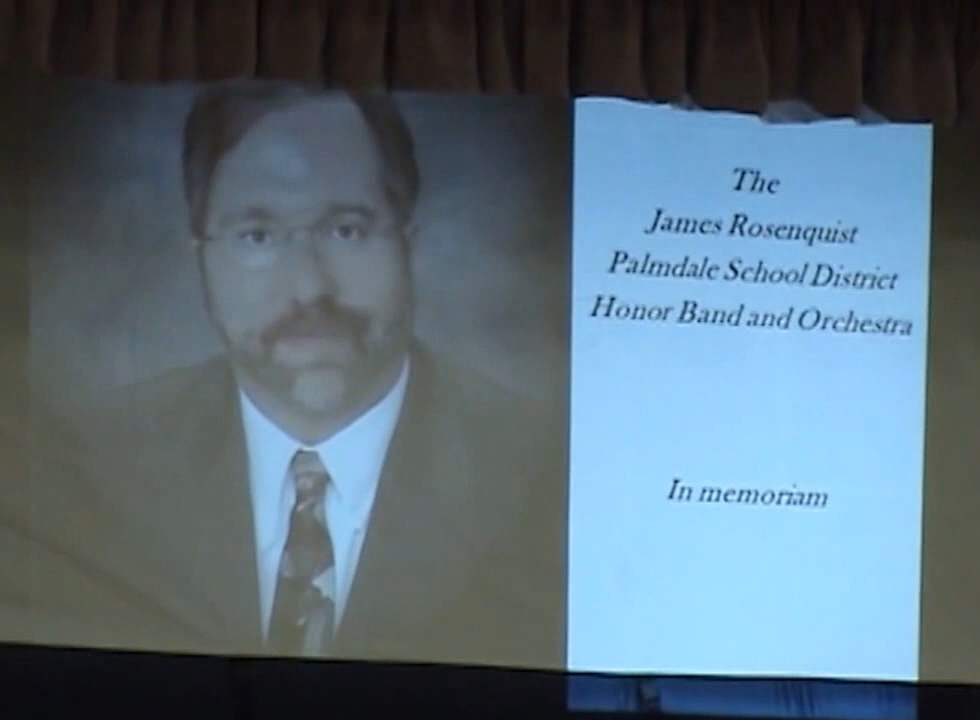 The
James Rosenquist
Palmdale School District
Honor Band and Orchestra
In memoriam